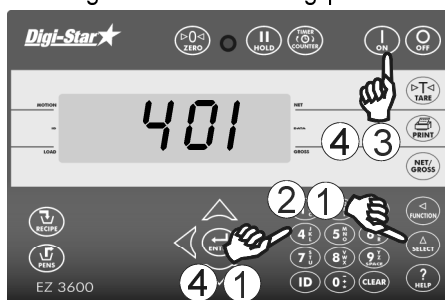 Digi-Star
ZERO
HOLD
TIMER
COUNTER
ON
OFF
TARE
MOTION
NET
401
PRINT
LOAD
GROSS
4 3
NET/
GROSS
2 1
FUNCTION
RECIPE
4 5 6
SELECT
PENS
7 8 9
SPACE
EZ 3600
4 1
ID 0 CLEAR
?
HELP